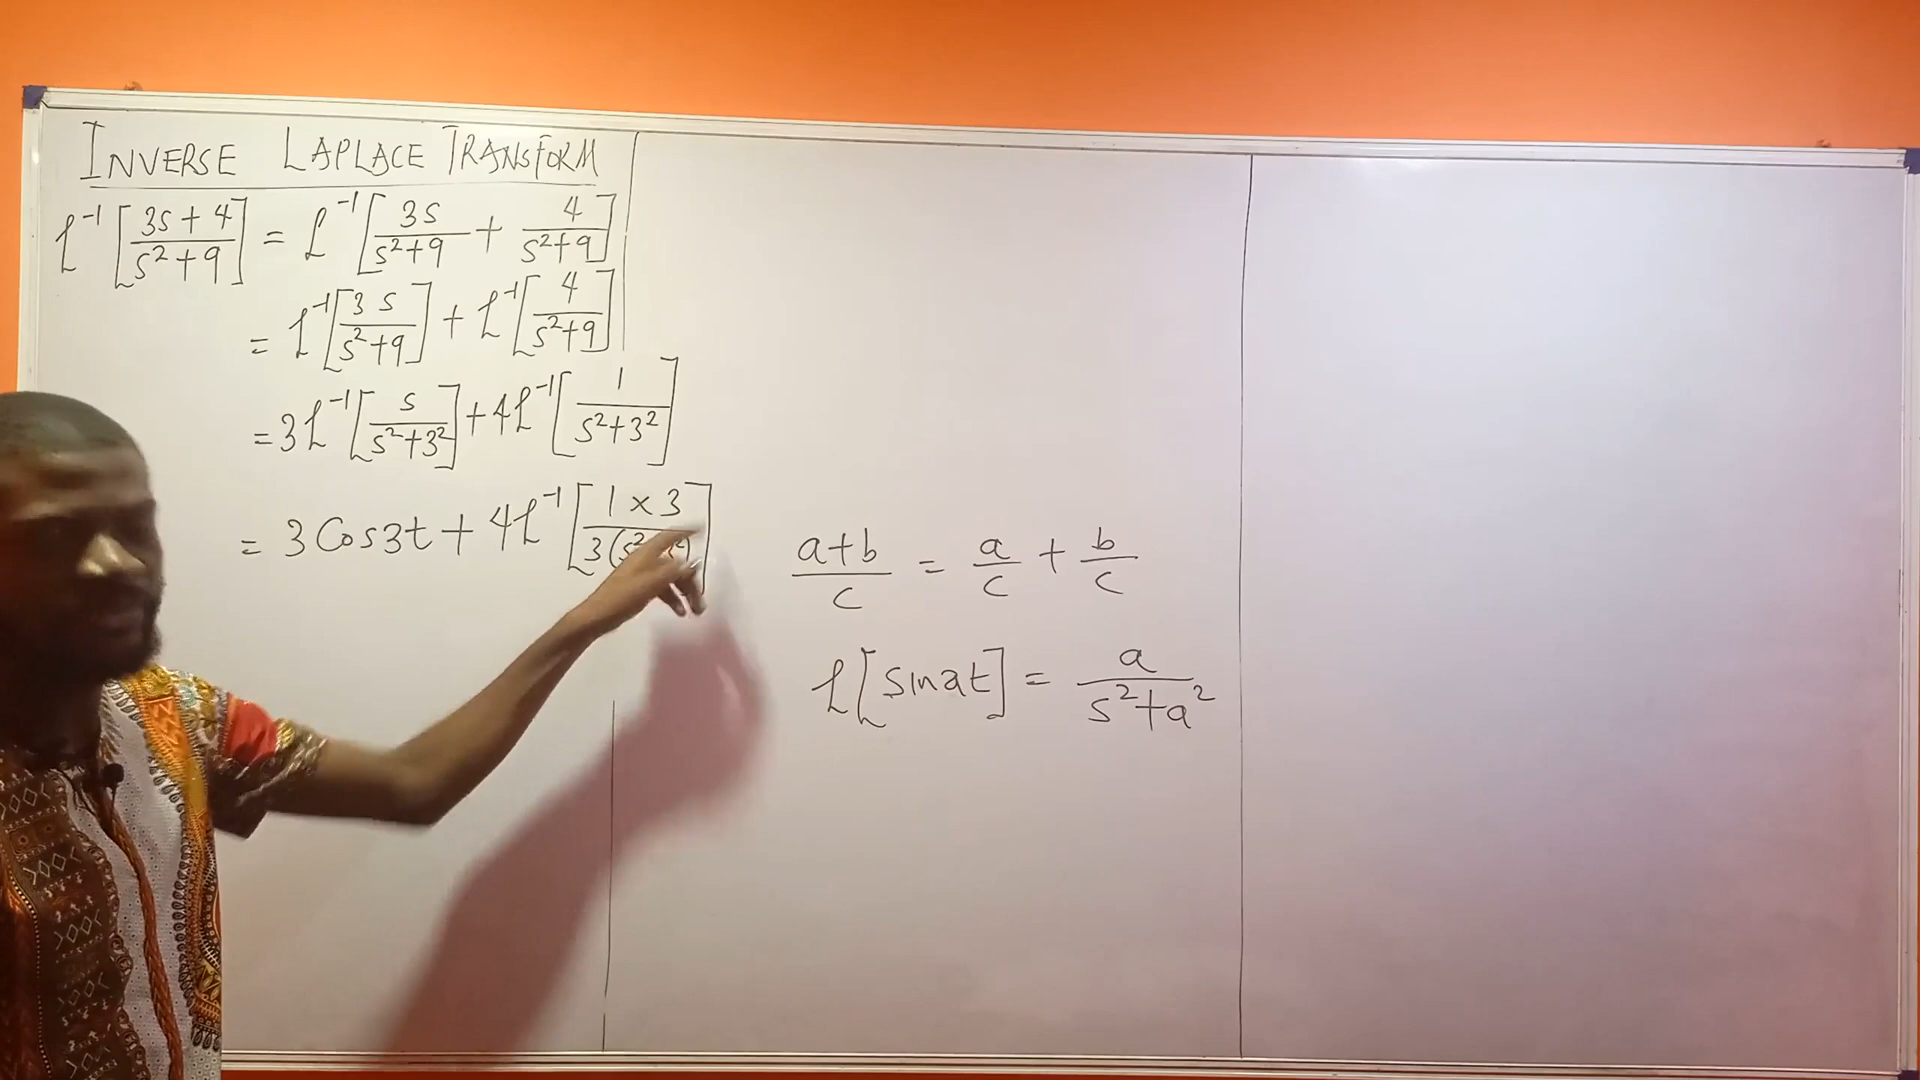 INVERSE LAPLACE TRANSFORM
ℒ⁻¹[(3s + 4)/(s² + 9)] = ℒ⁻¹[3s/(s²+9) + 4/(s²+9)]
= ℒ⁻¹[3s/(s²+9)] + ℒ⁻¹[4/(s²+9)]
= 3ℒ⁻¹[s/(s²+3²)] + 4ℒ⁻¹[1/(s²+3²)]
= 3Cos3t + 4ℒ⁻¹[(1 × 3)/3(s²
(a+b)/c = a/c + b/c
ℒ[sinat] = a/(s²+a²)